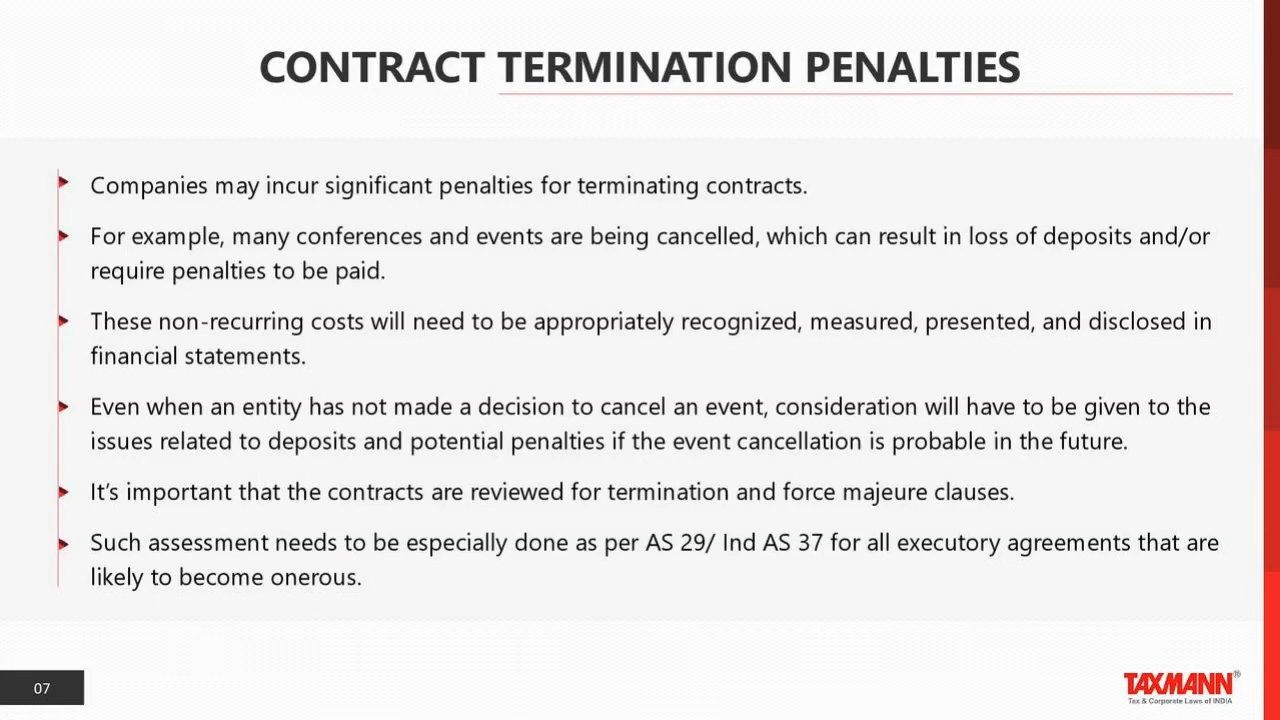 CONTRACT TERMINATION PENALTIES
Companies may incur significant penalties for terminating contracts.
For example, many conferences and events are being cancelled, which can result in loss of deposits and/or
require penalties to be paid.
These non-recurring costs will need to be appropriately recognized, measured, presented, and disclosed in
financial statements.
Even when an entity has not made a decision to cancel an event, consideration will have to be given to the
issues related to deposits and potential penalties if the event cancellation is probable in the future.
It’s important that the contracts are reviewed for termination and force majeure clauses.
Such assessment needs to be especially done as per AS 29/ Ind AS 37 for all executory agreements that are
likely to become onerous.
07
TAXMANN®
Tax & Corporate Laws of INDIA